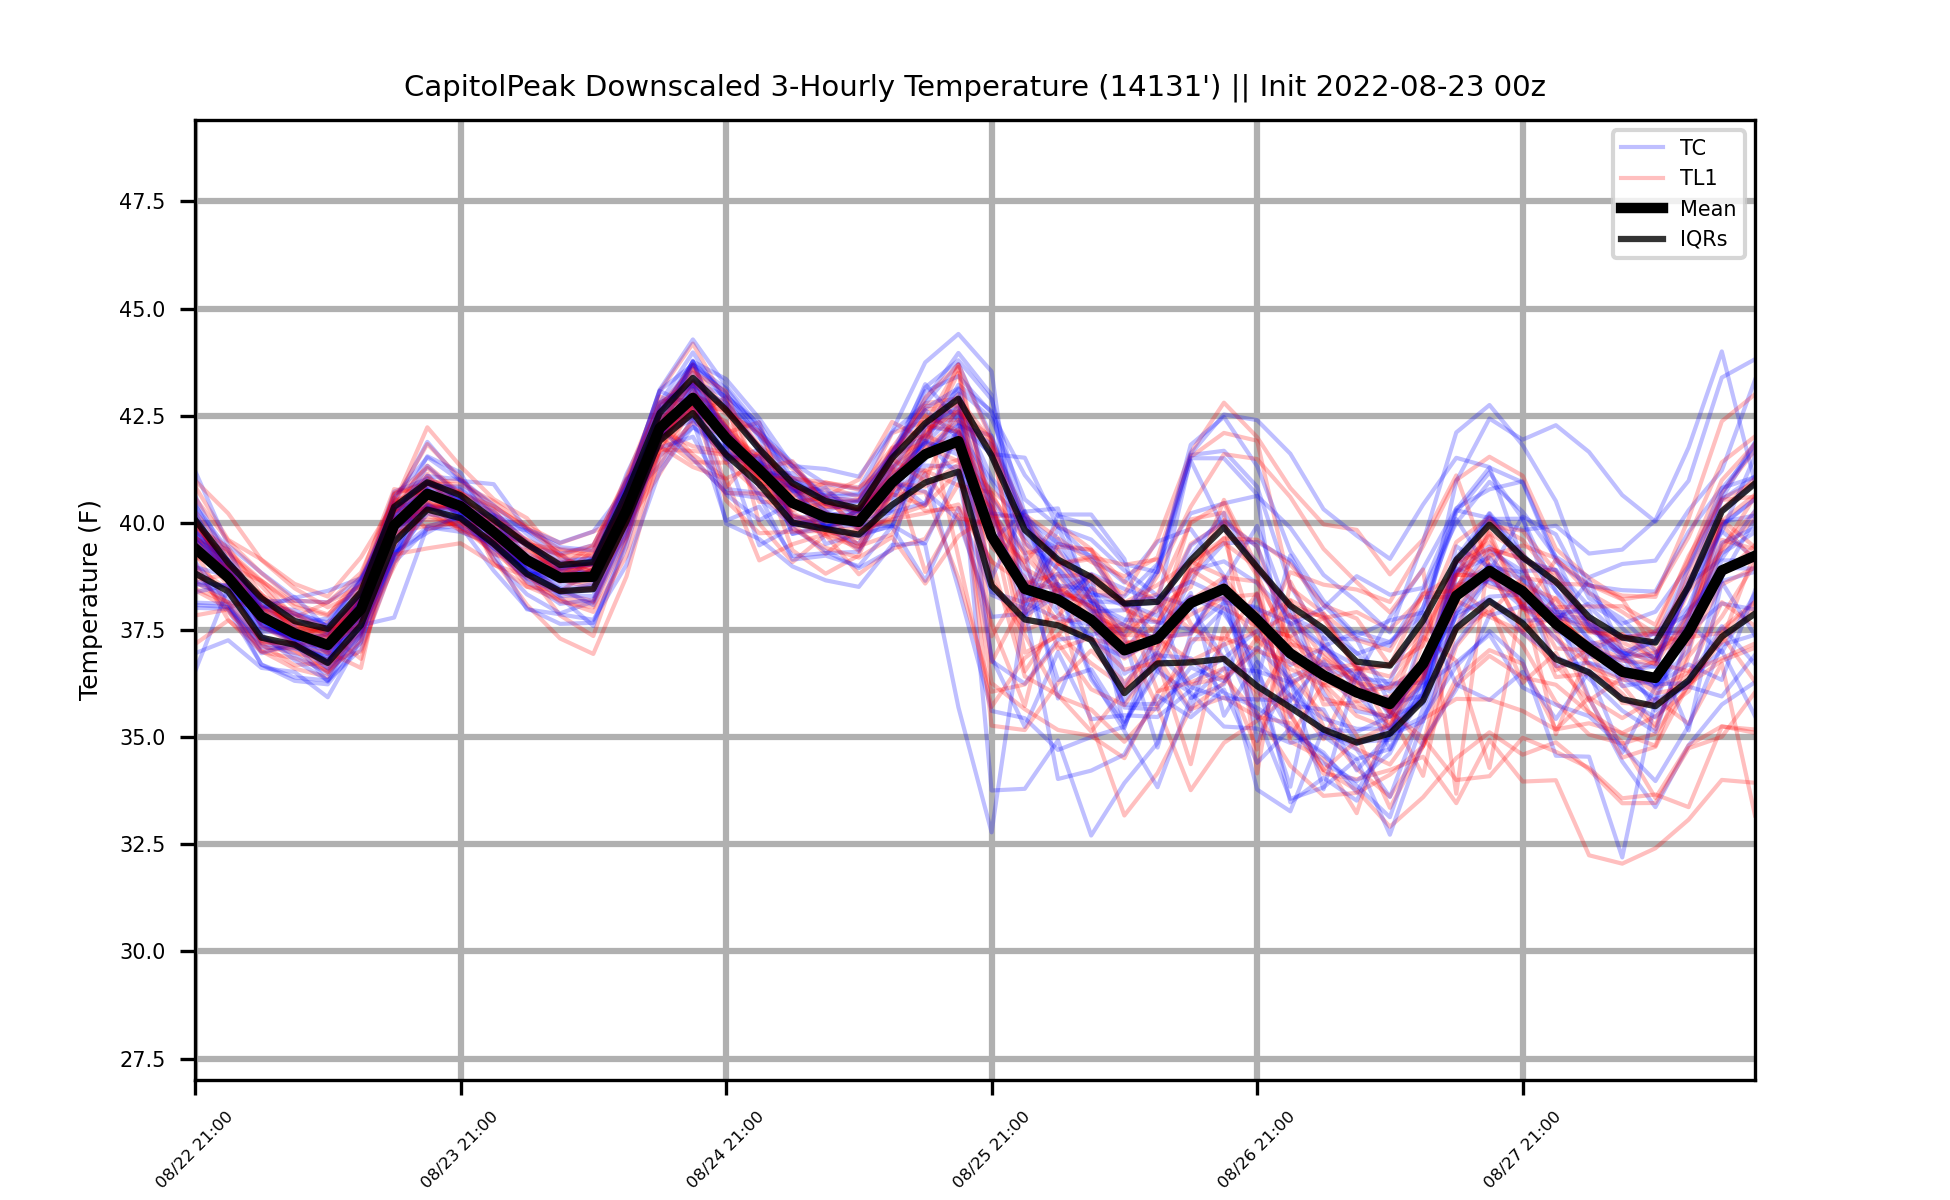 CapitolPeak Downscaled 3-Hourly Temperature (14131') || Init 2022-08-23 00z
TC
TL1
Mean
IQRs
Temperature (F)
47.5
45.0
42.5
40.0
37.5
35.0
32.5
30.0
27.5
08/22 21:00
08/23 21:00
08/24 21:00
08/25 21:00
08/26 21:00
08/27 21:00